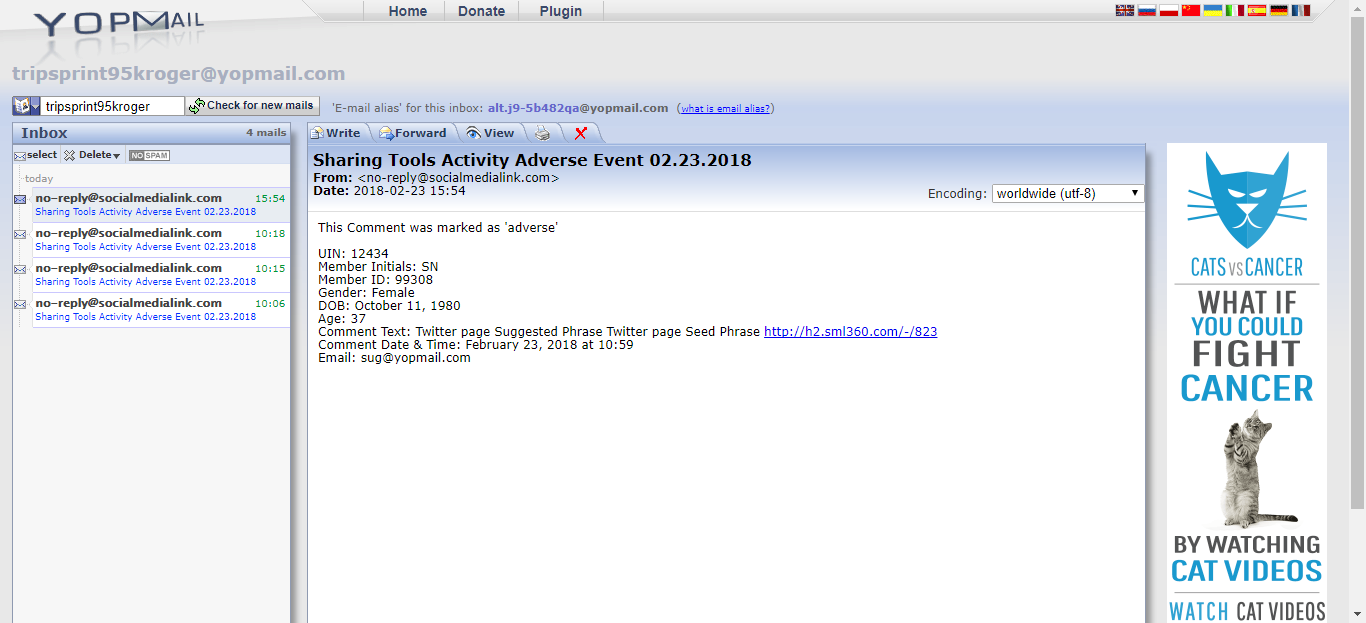 YOPMAIL
Home Donate Plugin
tripsprint95kroger@yopmail.com
tripsprint95kroger Check for new mails 'E-mail alias' for this inbox: alt.j9-5b482qa@yopmail.com (what is email alias?)
Inbox 4 mails
select Delete NO SPAM
today
no-reply@socialmedialink.com 15:54
Sharing Tools Activity Adverse Event 02.23.2018
no-reply@socialmedialink.com 10:18
Sharing Tools Activity Adverse Event 02.23.2018
no-reply@socialmedialink.com 10:15
Sharing Tools Activity Adverse Event 02.23.2018
no-reply@socialmedialink.com 10:06
Sharing Tools Activity Adverse Event 02.23.2018
Write Forward View
Sharing Tools Activity Adverse Event 02.23.2018
From: <no-reply@socialmedialink.com>
Date: 2018-02-23 15:54
Encoding: worldwide (utf-8)
This Comment was marked as 'adverse'
UIN: 12434
Member Initials: SN
Member ID: 99308
Gender: Female
DOB: October 11, 1980
Age: 37
Comment Text: Twitter page Suggested Phrase Twitter page Seed Phrase http://h2.sml360.com/-/823
Comment Date & Time: February 23, 2018 at 10:59
Email: sug@yopmail.com
CATS VS CANCER
WHAT IF
YOU COULD
FIGHT
CANCER
BY WATCHING
CAT VIDEOS
WATCH CAT VIDEOS